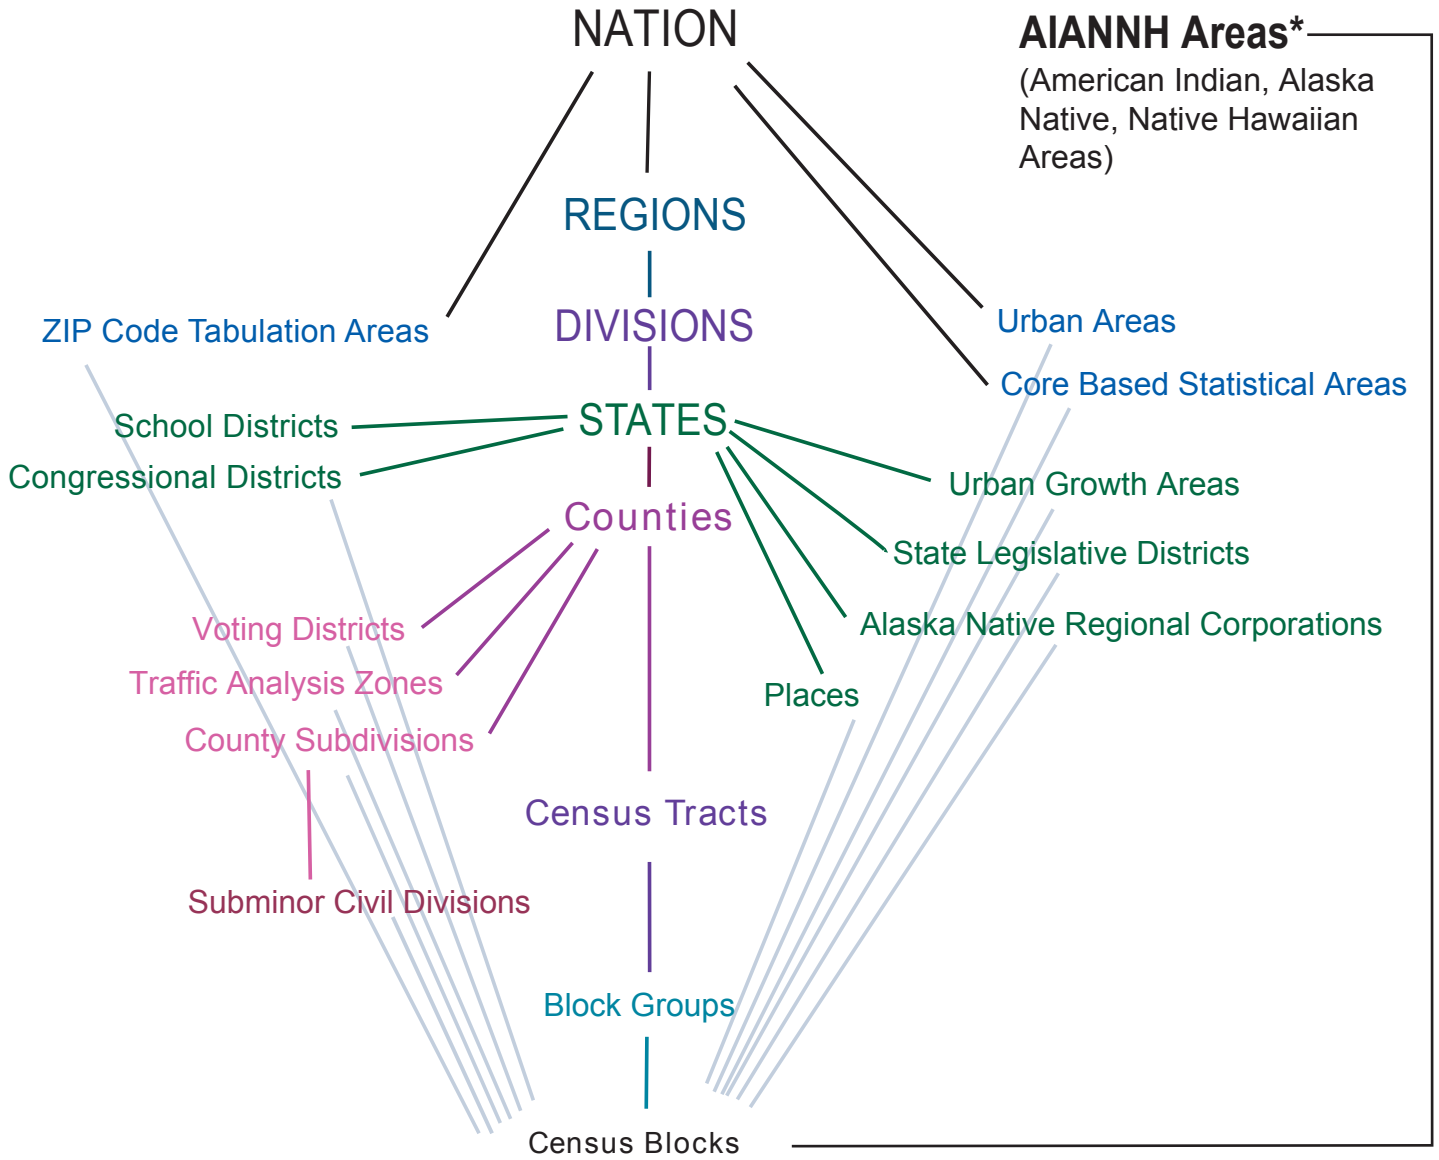 NATION
AIANNH Areas*
(American Indian, Alaska
Native, Native Hawaiian
Areas)
REGIONS
ZIP Code Tabulation Areas
DIVISIONS
Urban Areas
Core Based Statistical Areas
School Districts
STATES
Congressional Districts
Urban Growth Areas
Counties
State Legislative Districts
Voting Districts
Alaska Native Regional Corporations
Traffic Analysis Zones
Places
County Subdivisions
Census Tracts
Subminor Civil Divisions
Block Groups
Census Blocks